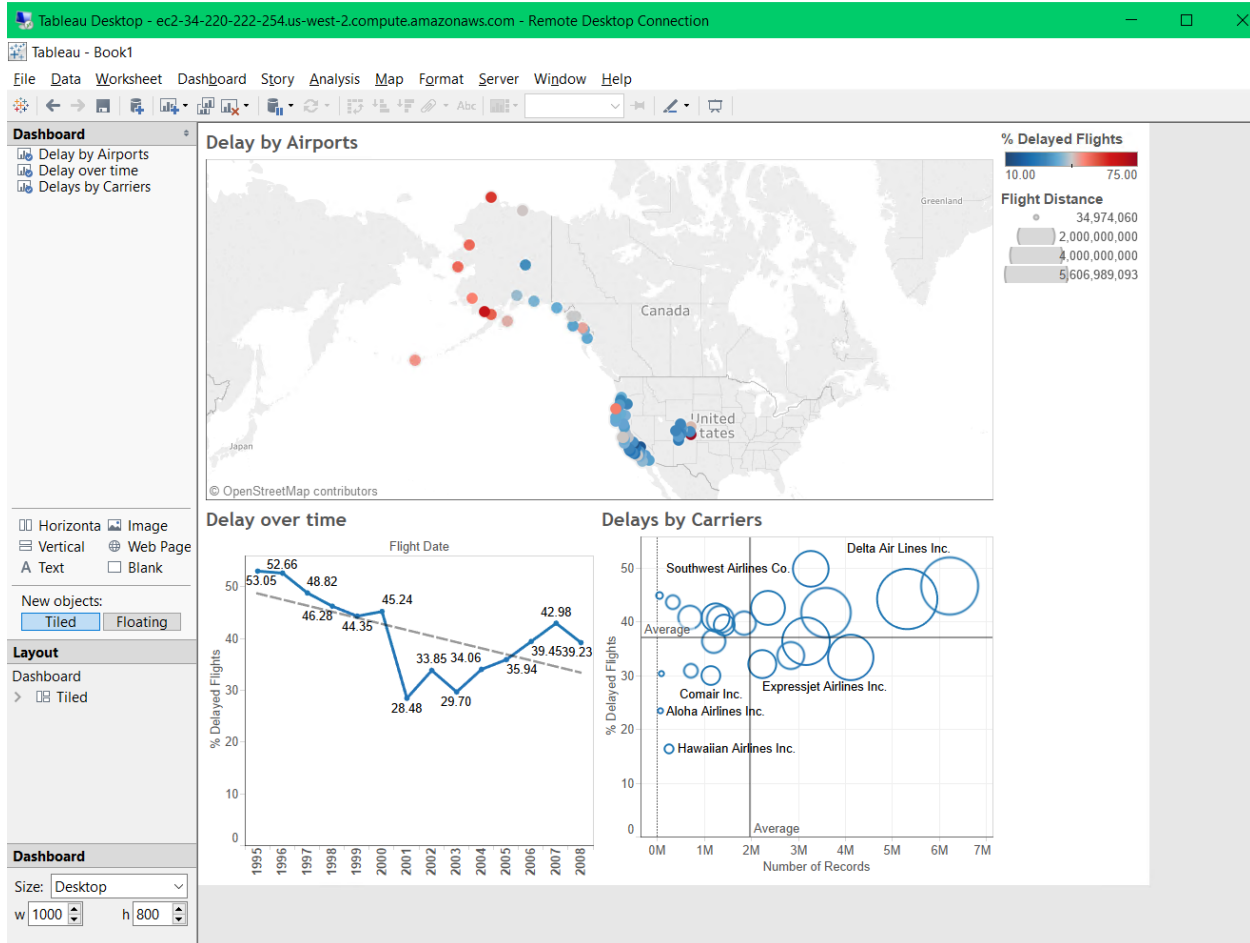 Tableau Desktop - ec2-34-220-222-254.us-west-2.compute.amazonaws.com - Remote Desktop Connection
Tableau - Book1
File Data Worksheet Dashboard Story Analysis Map Format Server Window Help
Abc
Dashboard
Delay by Airports
Delay over time
Delays by Carriers
Horizonta Image
Vertical Web Page
A Text Blank
New objects:
Tiled Floating
Layout
Dashboard
Tiled
Dashboard
Size: Desktop
w 1000 h 800
Delay by Airports
Greenland
Canada
United
tates
Japan
© OpenStreetMap contributors
% Delayed Flights
10.00 75.00
Flight Distance
34,974,060
2,000,000,000
4,000,000,000
5,606,989,093
Delay over time
Flight Date
% Delayed Flights
50
40
30
20
10
0
53.05
52.66
48.82
46.28
44.35
45.24
28.48
33.85
29.70
34.06
35.94
39.45
42.98
39.23
1995 1996 1997 1998 1999 2000 2001 2002 2003 2004 2005 2006 2007 2008
Delays by Carriers
% Delayed Flights
50
40
30
20
10
0
Delta Air Lines Inc.
Southwest Airlines Co.
Average
Expressjet Airlines Inc.
Comair Inc.
Aloha Airlines Inc.
Hawaiian Airlines Inc.
Average
0M 1M 2M 3M 4M 5M 6M 7M
Number of Records